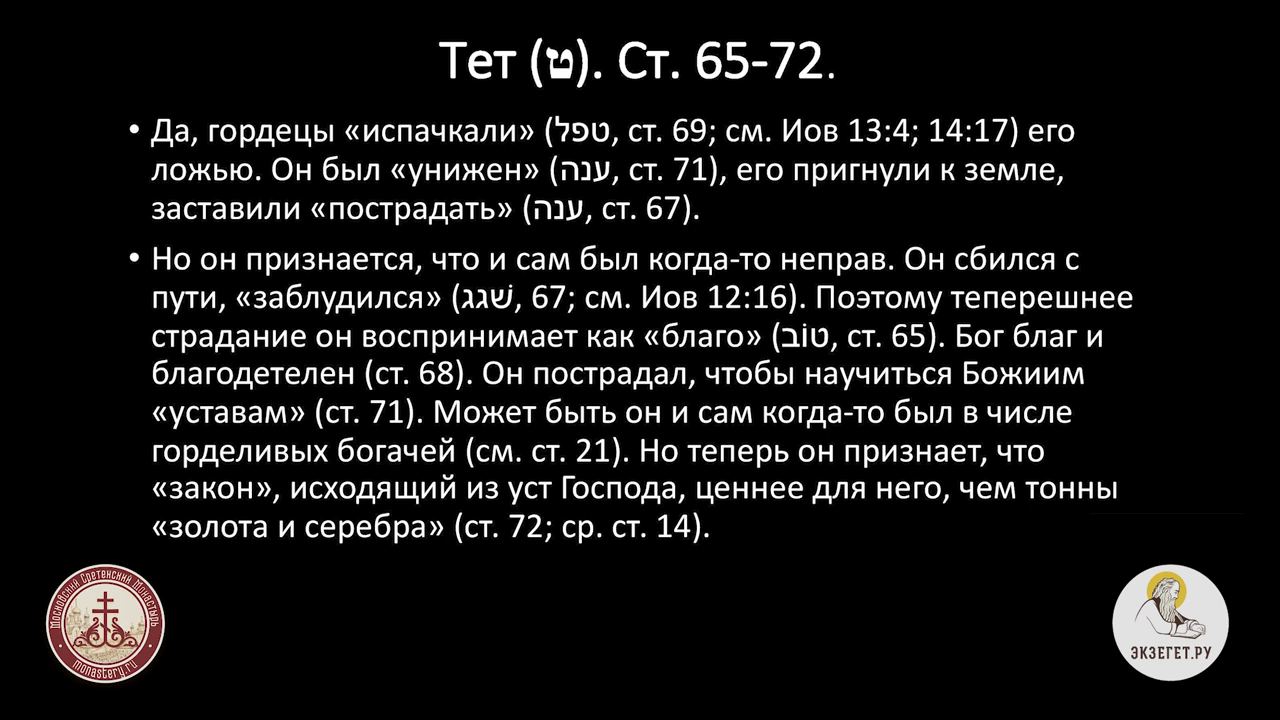 Тет (ט). Ст. 65-72.
• Да, гордецы «испачкали» (טפל, ст. 69; см. Иов 13:4; 14:17) его
ложью. Он был «унижен» (ענה, ст. 71), его пригнули к земле,
заставили «пострадать» (ענה, ст. 67).
• Но он признается, что и сам был когда-то неправ. Он сбился с
пути, «заблудился» (שׁגג, 67; см. Иов 12:16). Поэтому теперешнее
страдание он воспринимает как «благо» (טוֹב, ст. 65). Бог благ и
благодетелен (ст. 68). Он пострадал, чтобы научиться Божиим
«уставам» (ст. 71). Может быть он и сам когда-то был в числе
горделивых богачей (см. ст. 21). Но теперь он признает, что
«закон», исходящий из уст Господа, ценнее для него, чем тонны
«золота и серебра» (ст. 72; ср. ст. 14).
Московский Сретенский Монастырь
monastery.ru
ЭКЗЕГЕТ.РУ